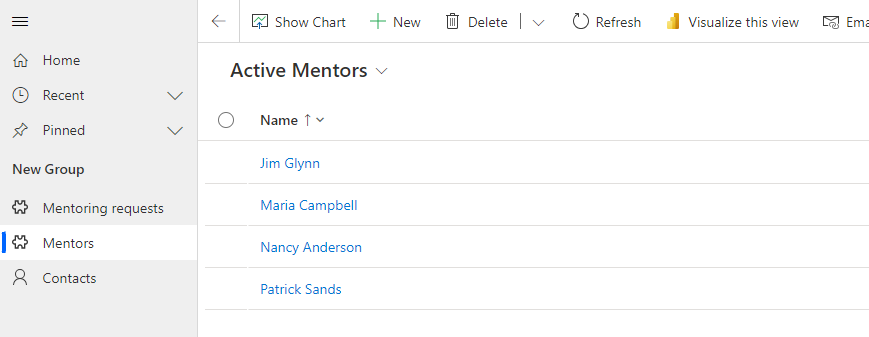 Show Chart
New
Delete
Refresh
Visualize this view
Ema
Home
Recent
Pinned
New Group
Mentoring requests
Mentors
Contacts
Active Mentors
Name
Jim Glynn
Maria Campbell
Nancy Anderson
Patrick Sands